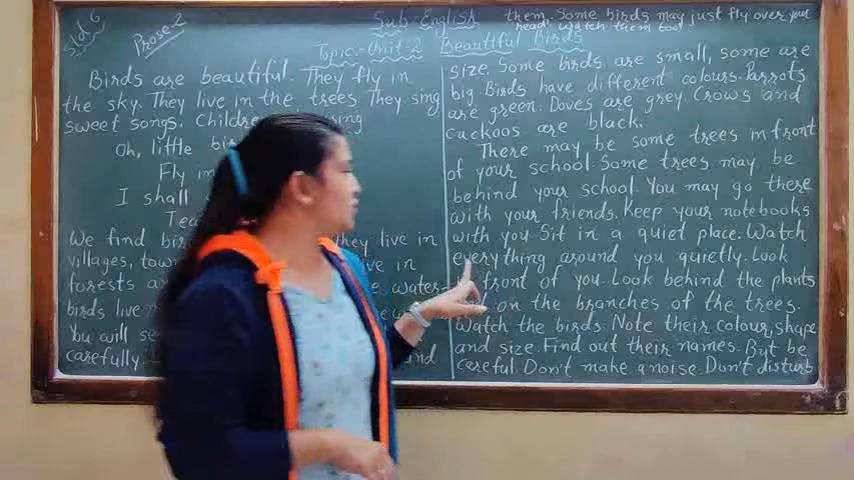 Std 6
Prose-2
Sub-English
Topic:-Unit-2 Beautiful Birds
Birds are beautiful. They fly in
the sky. They live in the trees. They sing
sweet songs. sing
Oh, little
Fly in
I shall
We find they live in
villages, live in
forests water
birds live
You will
carefully. and
size. Some birds are small, some are
big. Birds have different colours. Parrots
are green. Doves are grey. Crows and
cuckoos are black.
There may be some trees in front
of your school. Some trees may be
behind your school. You may go there
with your friends. Keep your notebooks
with you. Sit in a quiet place. Watch
everything around you quietly. Look
front of you. Look behind the plants
on the branches of the trees.
Watch the birds. Note their colour, shape
and size. Find out their names. But be
careful. Don't make a noise. Don't disturb
them. Some birds may just fly over your
head, watch them too!